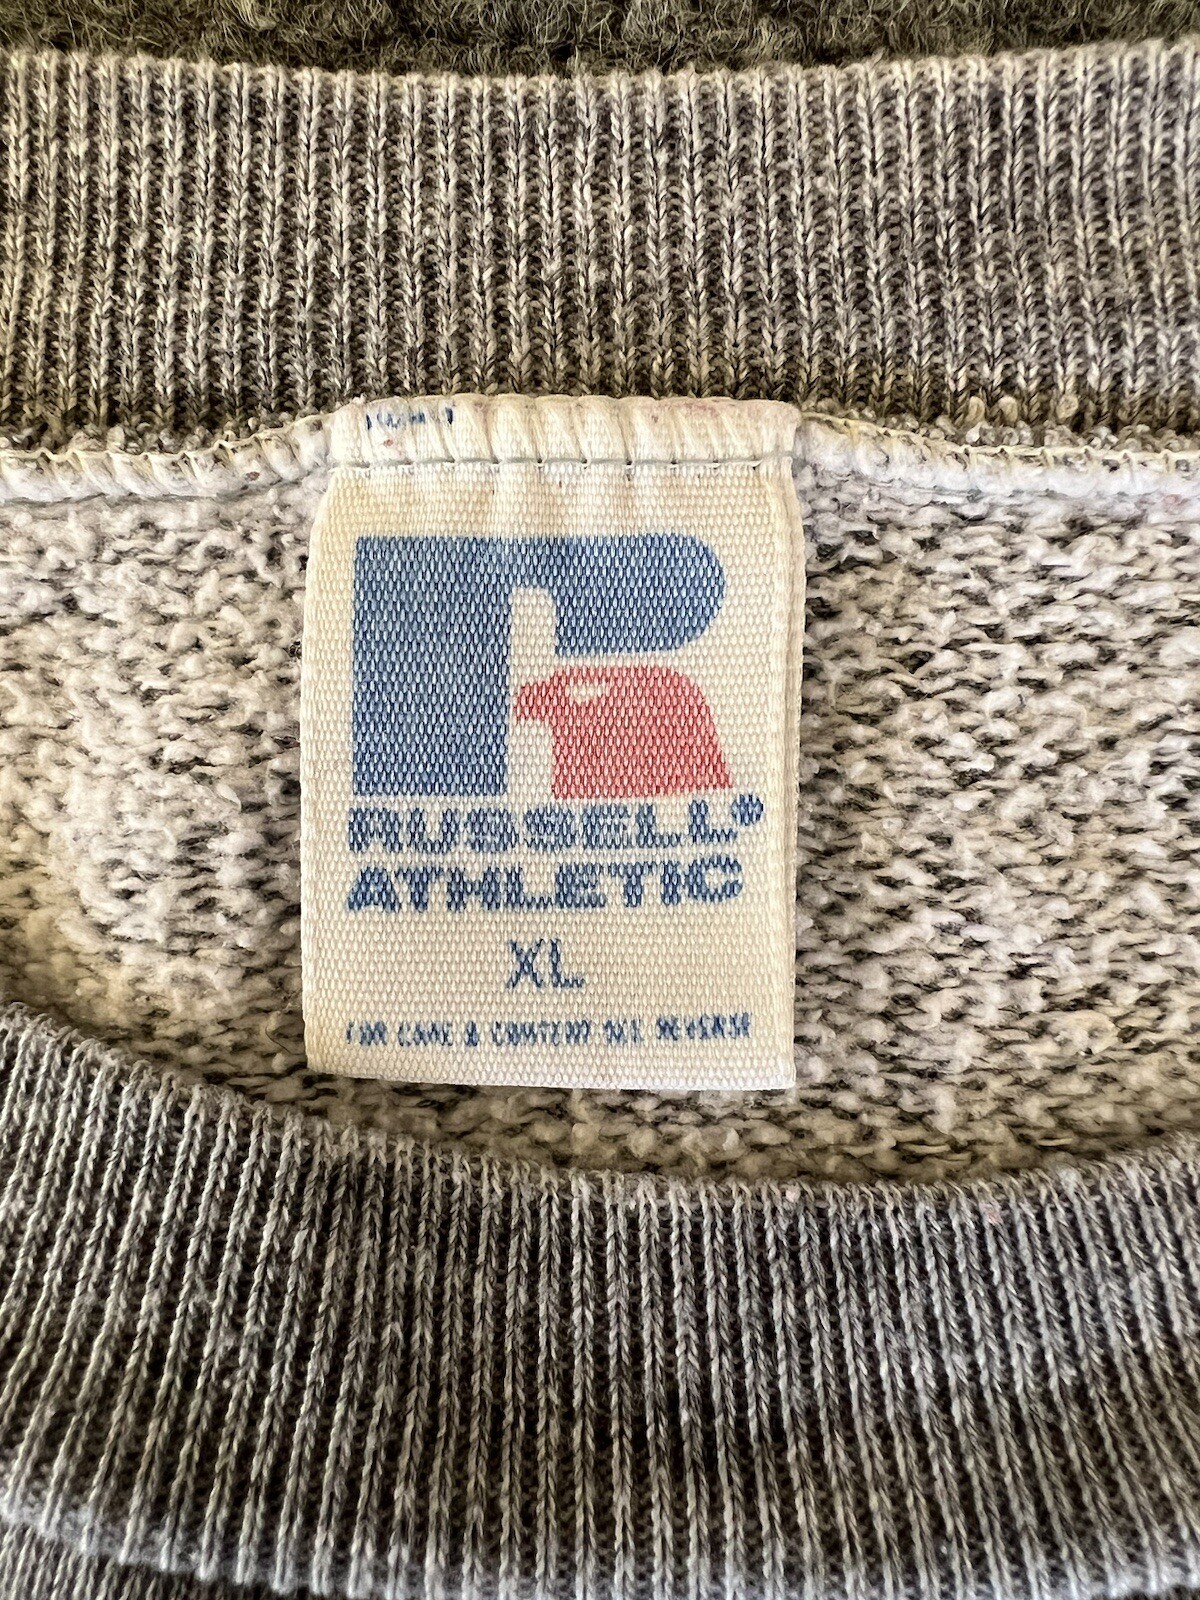 R
RUSSELL®
ATHLETIC
XL
FOR CARE & CONTENT SEE REVERSE